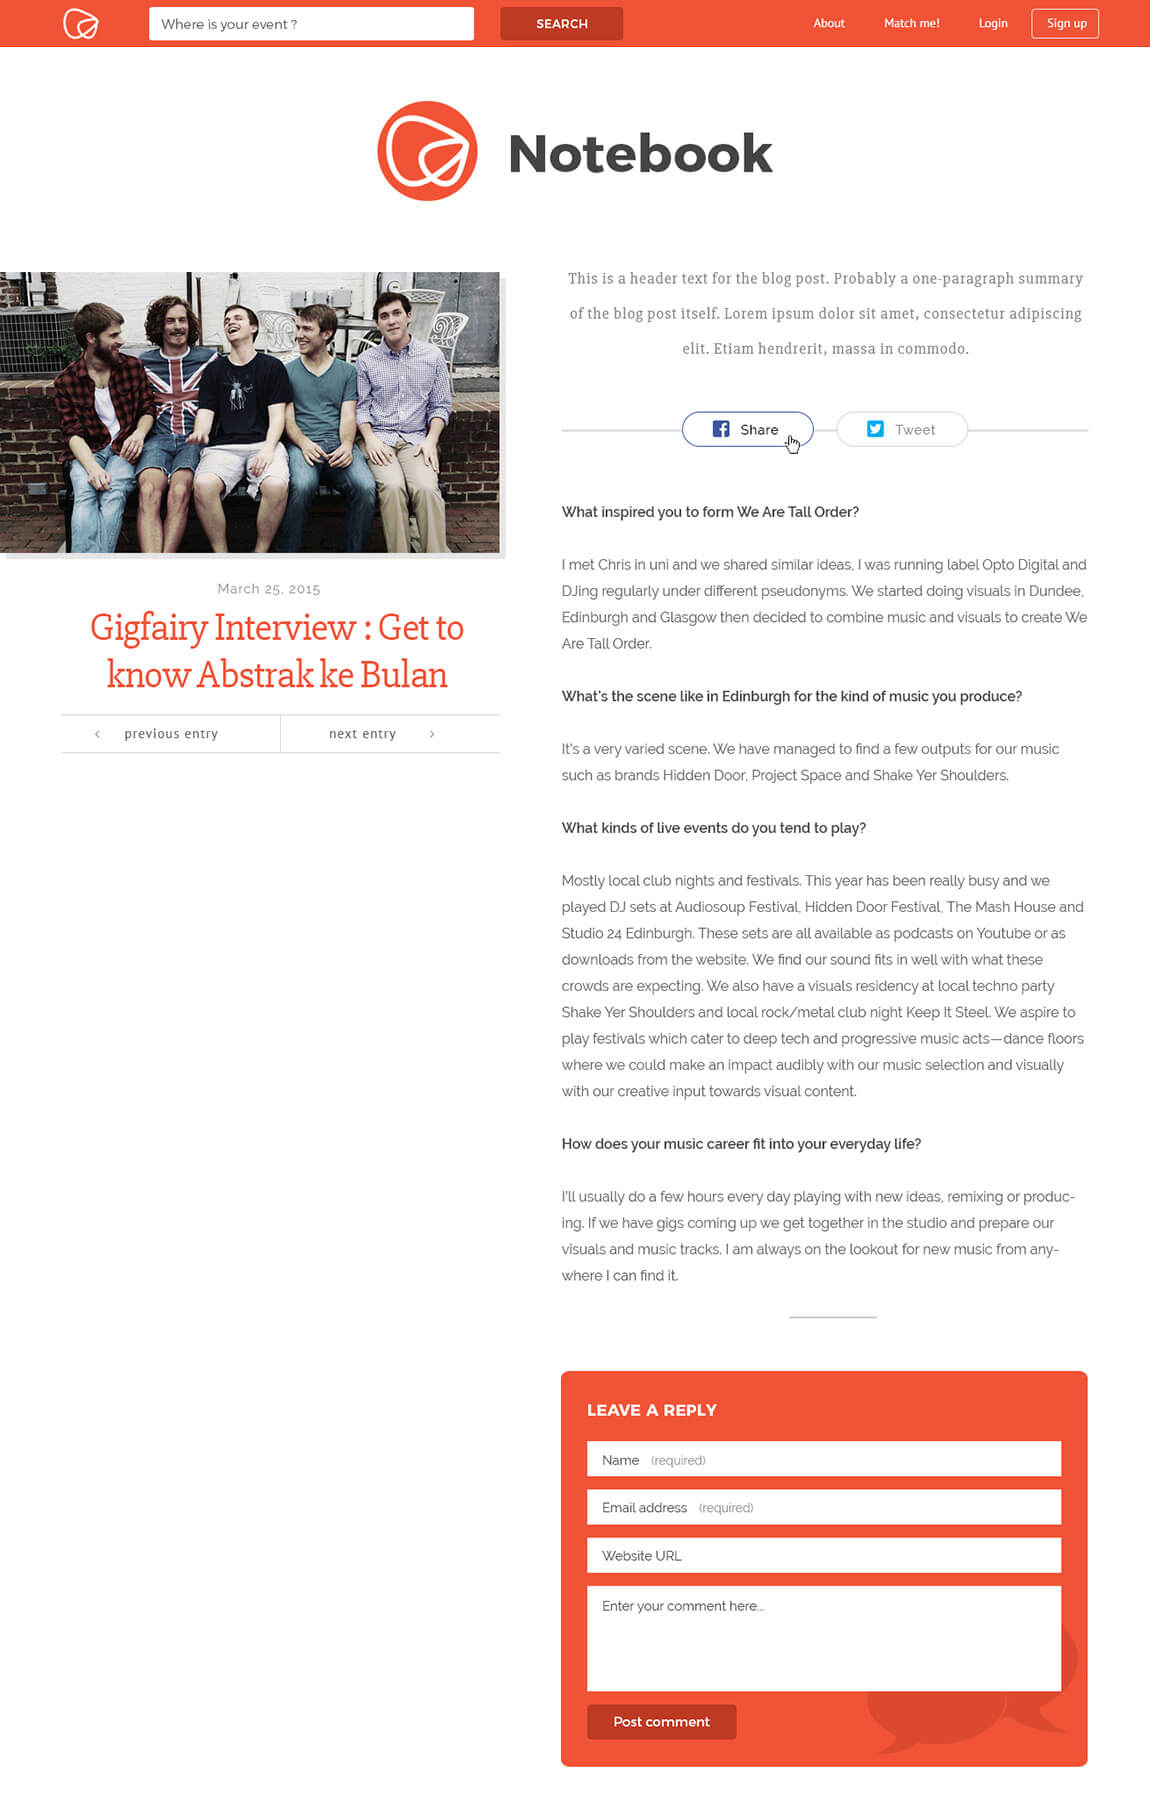 Where is your event ?
SEARCH
About
Match me!
Login
Sign up
Notebook
March 25, 2015
Gigfairy Interview : Get to
know Abstrak ke Bulan
previous entry
next entry
This is a header text for the blog post. Probably a one-paragraph summary
of the blog post itself. Lorem ipsum dolor sit amet, consectetur adipiscing
elit. Etiam hendrerit, massa in commodo.
Share
Tweet
What inspired you to form We Are Tall Order?
I met Chris in uni and we shared similar ideas, I was running label Opto Digital and
DJing regularly under different pseudonyms. We started doing visuals in Dundee,
Edinburgh and Glasgow then decided to combine music and visuals to create We
Are Tall Order.
What's the scene like in Edinburgh for the kind of music you produce?
It's a very varied scene. We have managed to find a few outputs for our music
such as brands Hidden Door, Project Space and Shake Yer Shoulders.
What kinds of live events do you tend to play?
Mostly local club nights and festivals. This year has been really busy and we
played DJ sets at Audiosoup Festival, Hidden Door Festival, The Mash House and
Studio 24 Edinburgh. These sets are all available as podcasts on Youtube or as
downloads from the website. We find our sound fits in well with what these
crowds are expecting. We also have a visuals residency at local techno party
Shake Yer Shoulders and local rock/metal club night Keep It Steel. We aspire to
play festivals which cater to deep tech and progressive music acts—dance floors
where we could make an impact audibly with our music selection and visually
with our creative input towards visual content.
How does your music career fit into your everyday life?
I'll usually do a few hours every day playing with new ideas, remixing or produc-
ing. If we have gigs coming up we get together in the studio and prepare our
visuals and music tracks. I am always on the lookout for new music from any-
where I can find it.
LEAVE A REPLY
Name (required)
Email address (required)
Website URL
Enter your comment here...
Post comment